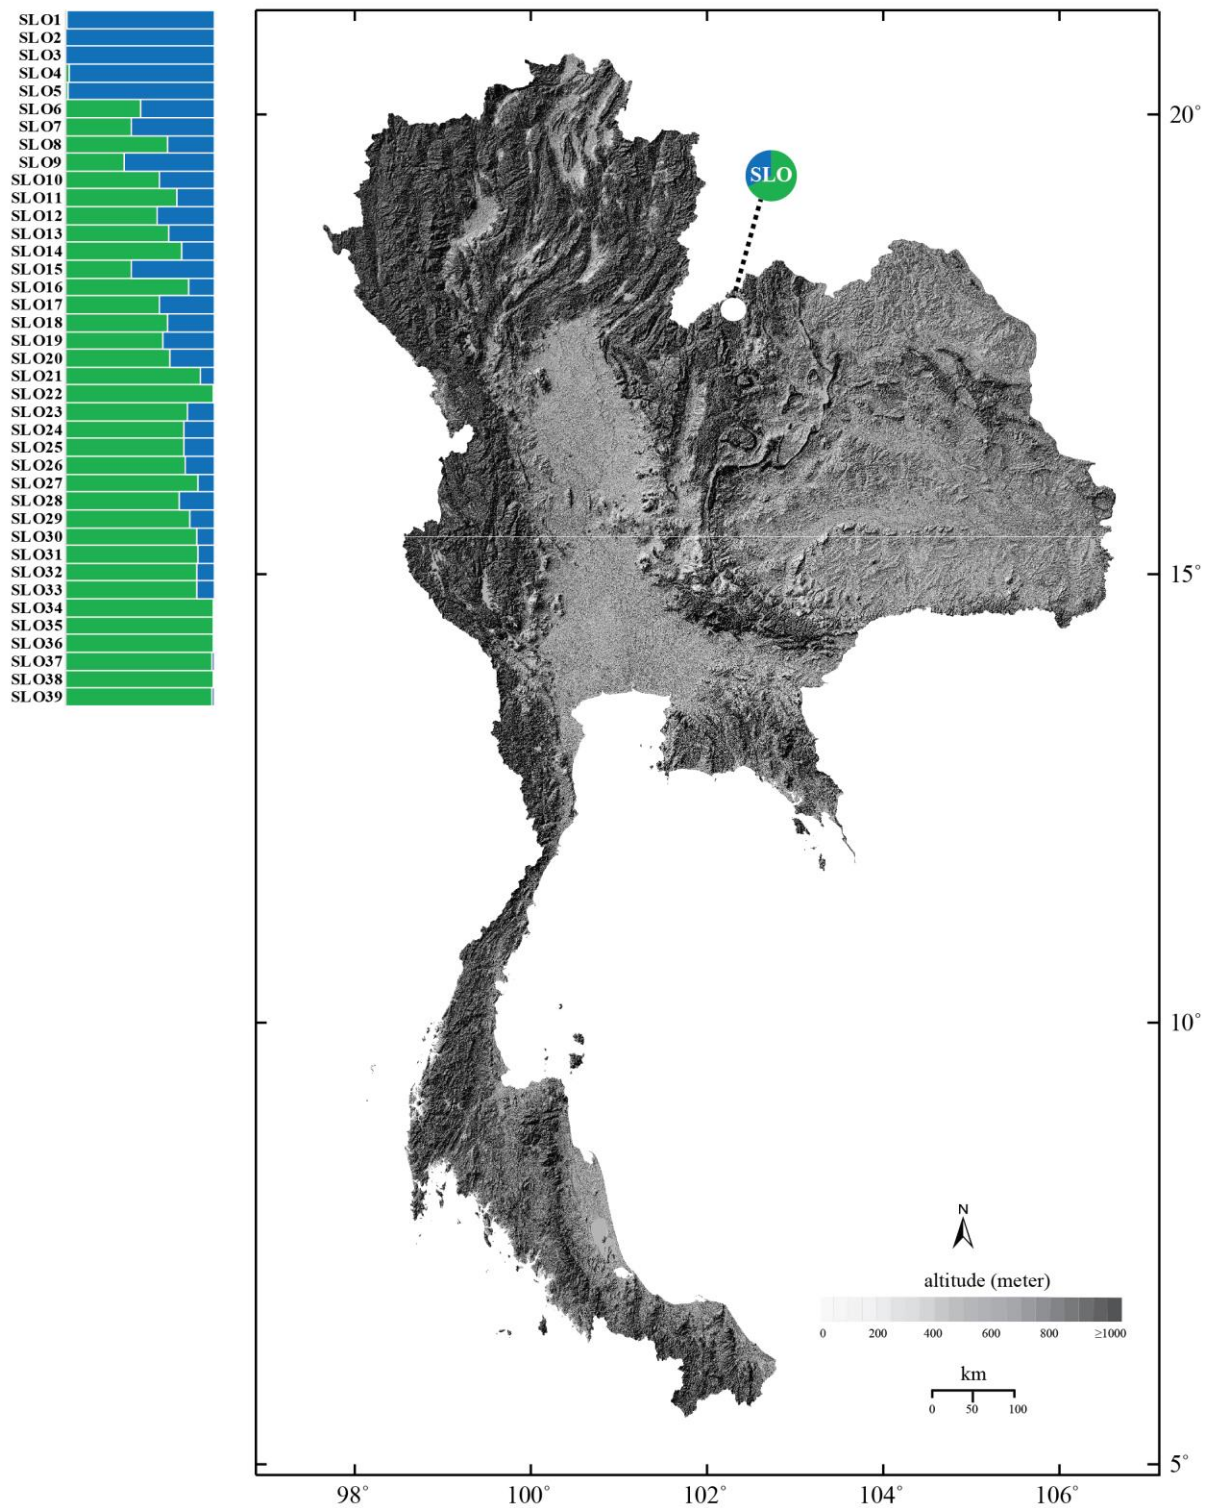 SLO1
SLO2
SLO3
SLO4
SLO5
SLO6
SLO7
SLO8
SLO9
SLO10
SLO11
SLO12
SLO13
SLO14
SLO15
SLO16
SLO17
SLO18
SLO19
SLO20
SLO21
SLO22
SLO23
SLO24
SLO25
SLO26
SLO27
SLO28
SLO29
SLO30
SLO31
SLO32
SLO33
SLO34
SLO35
SLO36
SLO37
SLO38
SLO39
20°
SLO
15°
10°
N
altitude (meter)
0 200 400 600 800 ≥1000
km
0 50 100
5°
98° 100° 102° 104° 106°